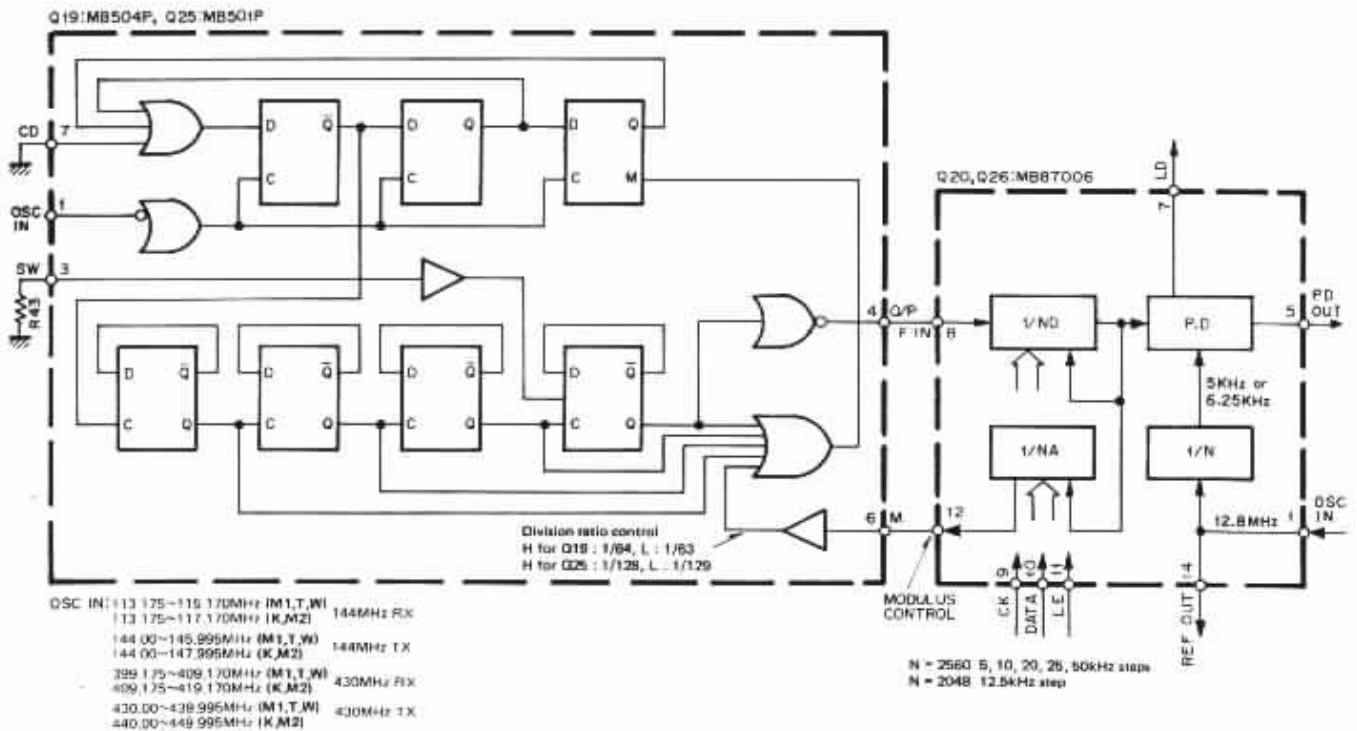 Q19:MB504P, Q25:MB501P
CD
7
D
Q̄
D
Q
D
Q
C
C
C
M
OSC
IN
1
SW
3
R43
D
Q̄
D
Q̄
D
Q̄
D
Q̄
C
Q
C
Q
C
Q
C
Q
4
O/P
6
M
Division ratio control
H for Q19 : 1/64, L : 1/63
H for Q25 : 1/128, L : 1/129
Q20,Q26:MB87006
LD
7
F IN
8
1/ND
P.D
5
PD
OUT
5KHz or
6.25KHz
1/NA
1/N
12
12.8MHz
1
OSC
IN
MODULUS
CONTROL
CK 9
DATA 10
LE 11
REF OUT 14
N = 2560 5, 10, 20, 25, 50kHz steps
N = 2048 12.5kHz step
OSC IN: 113.175~115.170MHz (M1,T,W)
113.175~117.170MHz (K,M2)
144MHz RX
144.00~145.995MHz (M1,T,W)
144.00~147.995MHz (K,M2)
144MHz TX
399.175~409.170MHz (M1,T,W)
409.175~419.170MHz (K,M2)
430MHz RX
430.00~439.995MHz (M1,T,W)
440.00~449.995MHz (K,M2)
430MHz TX